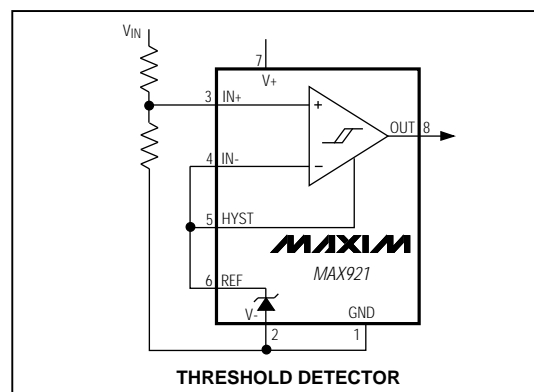 VIN
7
V+
3 IN+
+
OUT 8
4 IN-
−
5 HYST
MAXIM
MAX921
6 REF
V-
GND
2
1
THRESHOLD DETECTOR